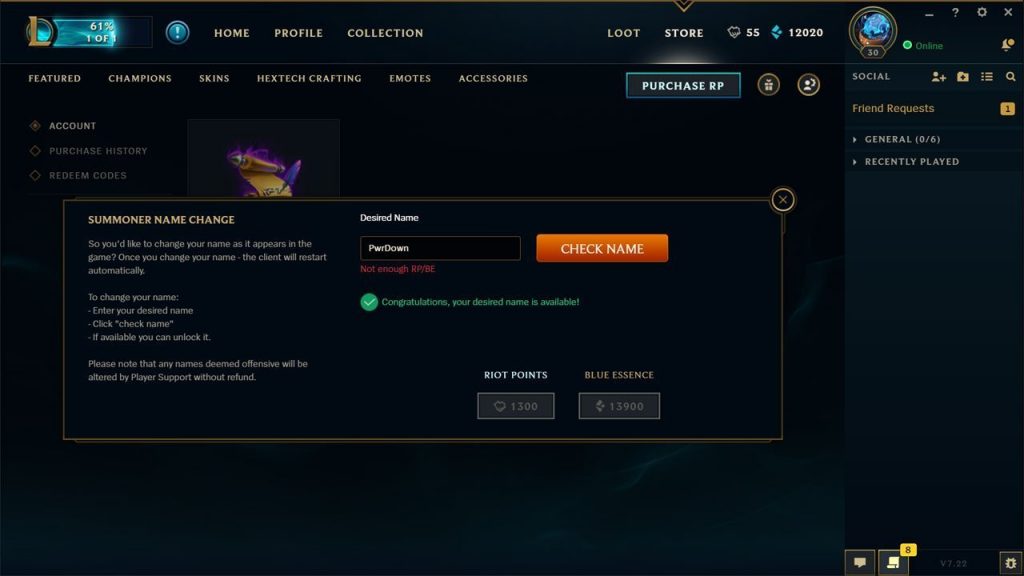 61%
1 OF 1
HOME
PROFILE
COLLECTION
LOOT
STORE
55
12020
30
Online
FEATURED
CHAMPIONS
SKINS
HEXTECH CRAFTING
EMOTES
ACCESSORIES
PURCHASE RP
SOCIAL
Friend Requests
1
GENERAL (0/6)
RECENTLY PLAYED
ACCOUNT
PURCHASE HISTORY
REDEEM CODES
SUMMONER NAME CHANGE
So you'd like to change your name as it appears in the
game? Once you change your name - the client will restart
automatically.
To change your name:
- Enter your desired name
- Click "check name"
- If available you can unlock it.
Please note that any names deemed offensive will be
altered by Player Support without refund.
Desired Name
PwrDown
CHECK NAME
Not enough RP/BE
Congratulations, your desired name is available!
RIOT POINTS
BLUE ESSENCE
1300
13900
8
V7.22